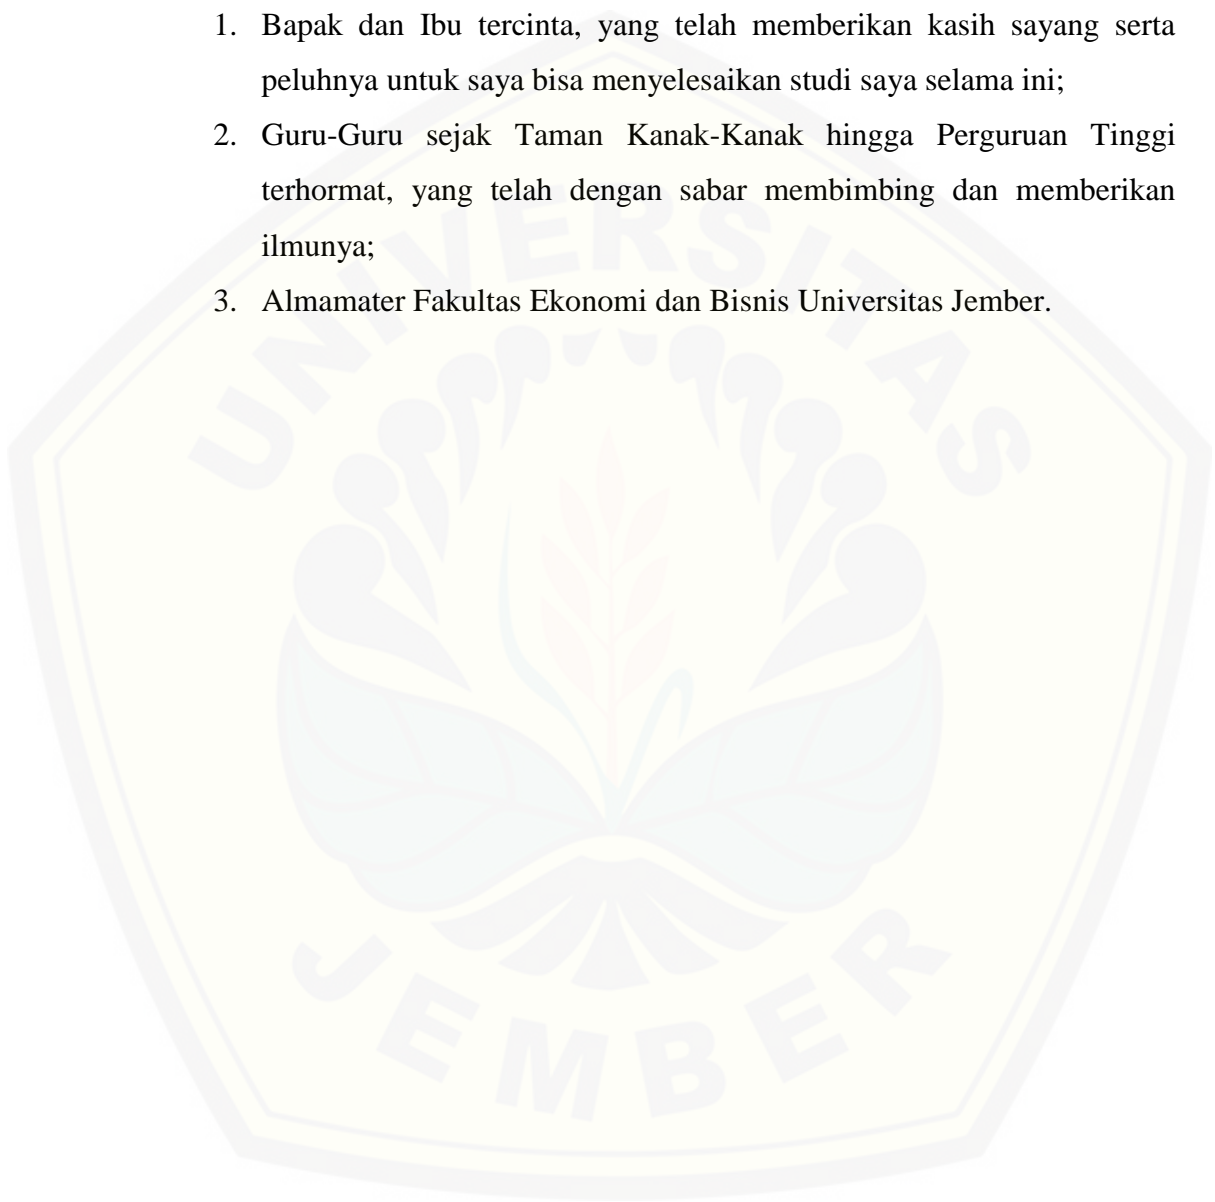 1. Bapak dan Ibu tercinta, yang telah memberikan kasih sayang serta
peluhnya untuk saya bisa menyelesaikan studi saya selama ini;
2. Guru-Guru sejak Taman Kanak-Kanak hingga Perguruan Tinggi
terhormat, yang telah dengan sabar membimbing dan memberikan
ilmunya;
3. Almamater Fakultas Ekonomi dan Bisnis Universitas Jember.
UNIVERSITAS
JEMBER